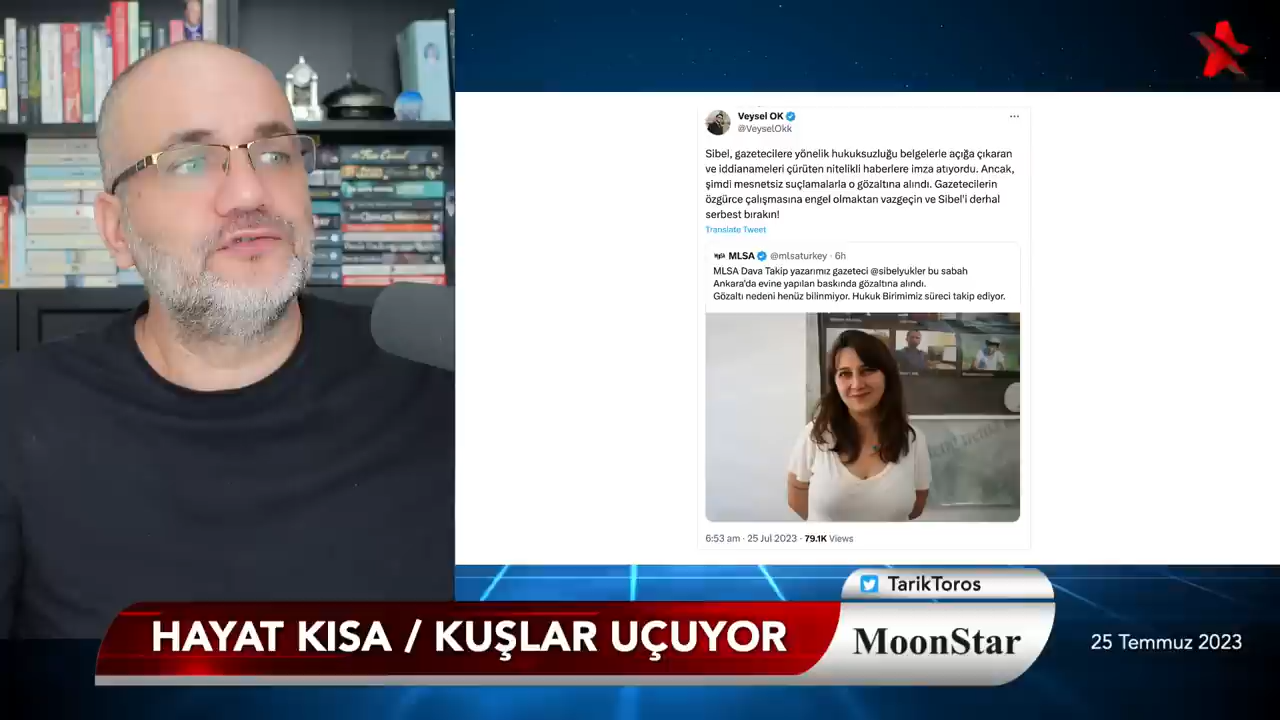 Veysel OK
@VeyselOkk
Sibel, gazetecilere yönelik hukuksuzluğu belgelerle açığa çıkaran
ve iddianameleri çürüten nitelikli haberlere imza atıyordu. Ancak,
şimdi mesnetsiz suçlamalarla o gözaltına alındı. Gazetecilerin
özgürce çalışmasına engel olmaktan vazgeçin ve Sibel'i derhal
serbest bırakın!
Translate Tweet
MLSA @mlsaturkey · 6h
MLSA Dava Takip yazarımız gazeteci @sibelyukler bu sabah
Ankara'da evine yapılan baskında gözaltına alındı.
Gözaltı nedeni henüz bilinmiyor. Hukuk Birimimiz süreci takip ediyor.
6:53 am · 25 Jul 2023 · 79.1K Views
TarikToros
HAYAT KISA / KUŞLAR UÇUYOR
MoonStar
25 Temmuz 2023